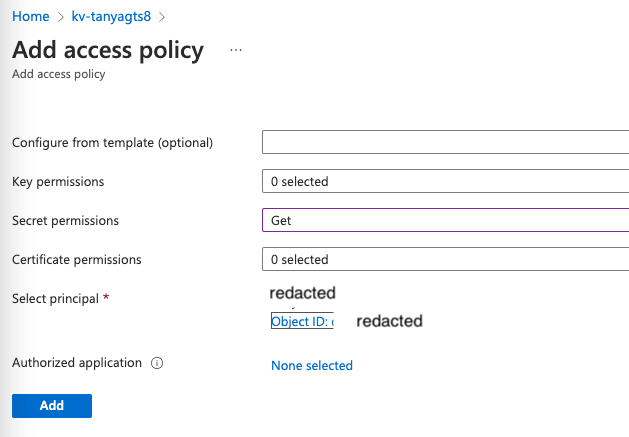 Home > kv-tanyagts8 >
Add access policy ...
Add access policy
Configure from template (optional)
Key permissions 0 selected
Secret permissions Get
Certificate permissions 0 selected
Select principal * redacted
Object ID: redacted
Authorized application None selected
Add